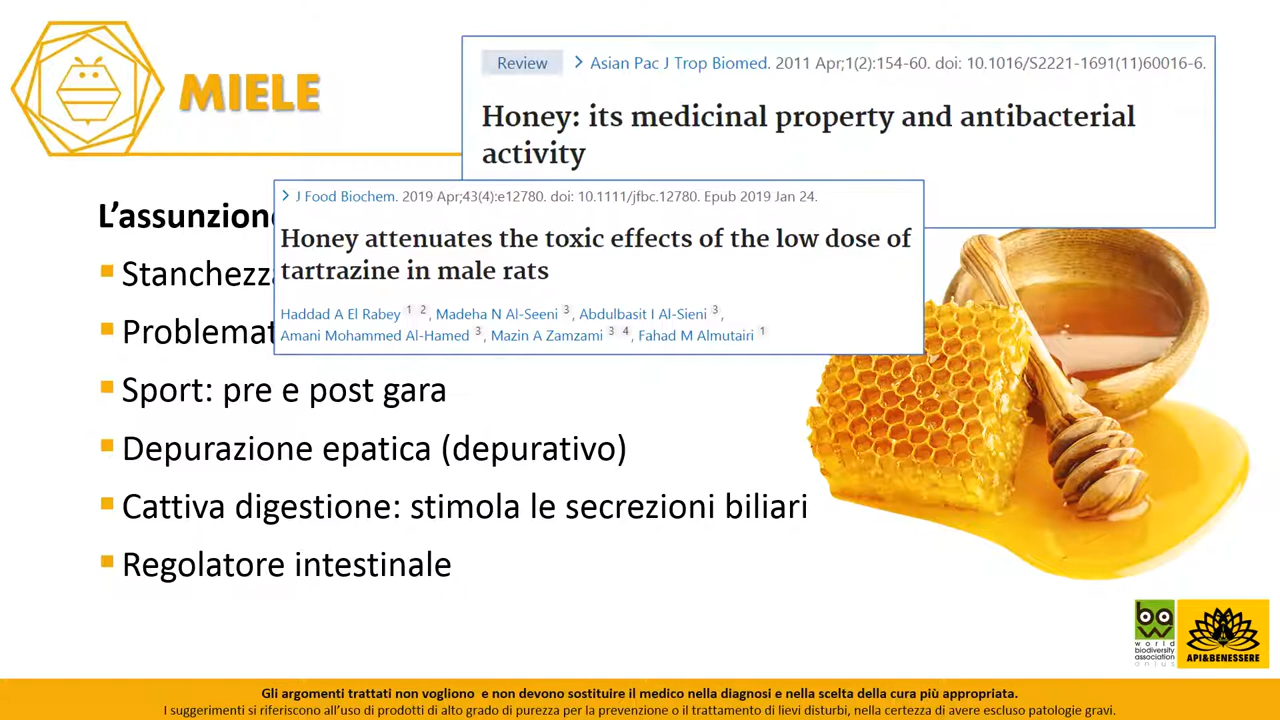 MIELE
Review > Asian Pac J Trop Biomed. 2011 Apr;1(2):154-60. doi: 10.1016/S2221-1691(11)60016-6.
Honey: its medicinal property and antibacterial
activity
> J Food Biochem. 2019 Apr;43(4):e12780. doi: 10.1111/jfbc.12780. Epub 2019 Jan 24.
Honey attenuates the toxic effects of the low dose of
tartrazine in male rats
Haddad A El Rabey 1 2, Madeha N Al-Seeni 3, Abdulbasit I Al-Sieni 3,
Amani Mohammed Al-Hamed 3, Mazin A Zamzami 3 4, Fahad M Almutairi 1
L’assunzione
▪ Stanchezza
▪ Problemat
▪ Sport: pre e post gara
▪ Depurazione epatica (depurativo)
▪ Cattiva digestione: stimola le secrezioni biliari
▪ Regolatore intestinale
baw
world
biodiversity
association
onlus
API&BENESSERE
Gli argomenti trattati non vogliono e non devono sostituire il medico nella diagnosi e nella scelta della cura più appropriata.
I suggerimenti si riferiscono all’uso di prodotti di alto grado di purezza per la prevenzione o il trattamento di lievi disturbi, nella certezza di avere escluso patologie gravi.